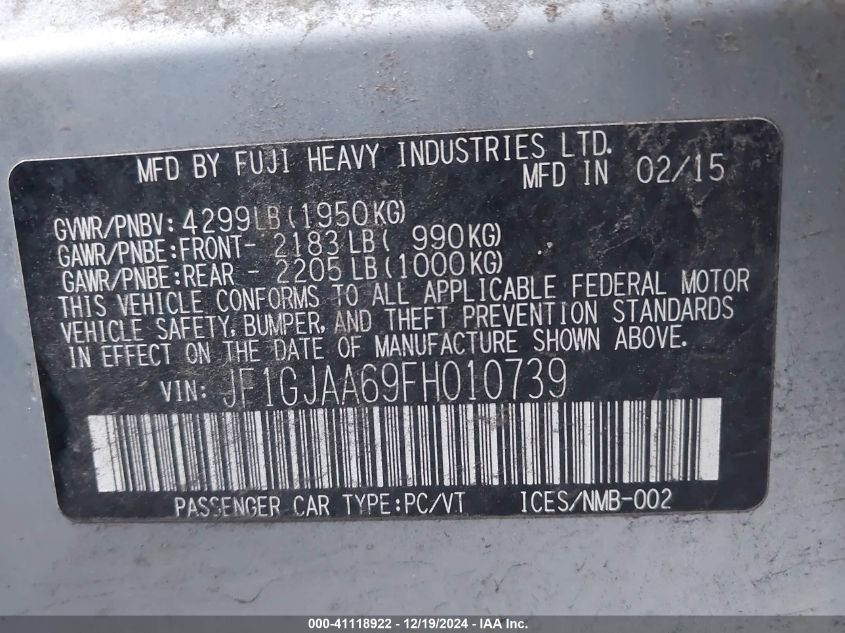 MFD BY FUJI HEAVY INDUSTRIES LTD.
MFD IN 02/15
GVWR/PNBV: 4299LB (1950KG)
GAWR/PNBE:FRONT- 2183LB( 990KG)
GAWR/PNBE:REAR - 2205LB(1000KG)
THIS VEHICLE CONFORMS TO ALL APPLICABLE FEDERAL MOTOR
VEHICLE SAFETY, BUMPER, AND THEFT PREVENTION STANDARDS
IN EFFECT ON THE DATE OF MANUFACTURE SHOWN ABOVE.
VIN: JF1GJAA69FH010739
PASSENGER CAR TYPE:PC/VT ICES/NMB-002
000-41118922 - 12/19/2024 - IAA Inc.